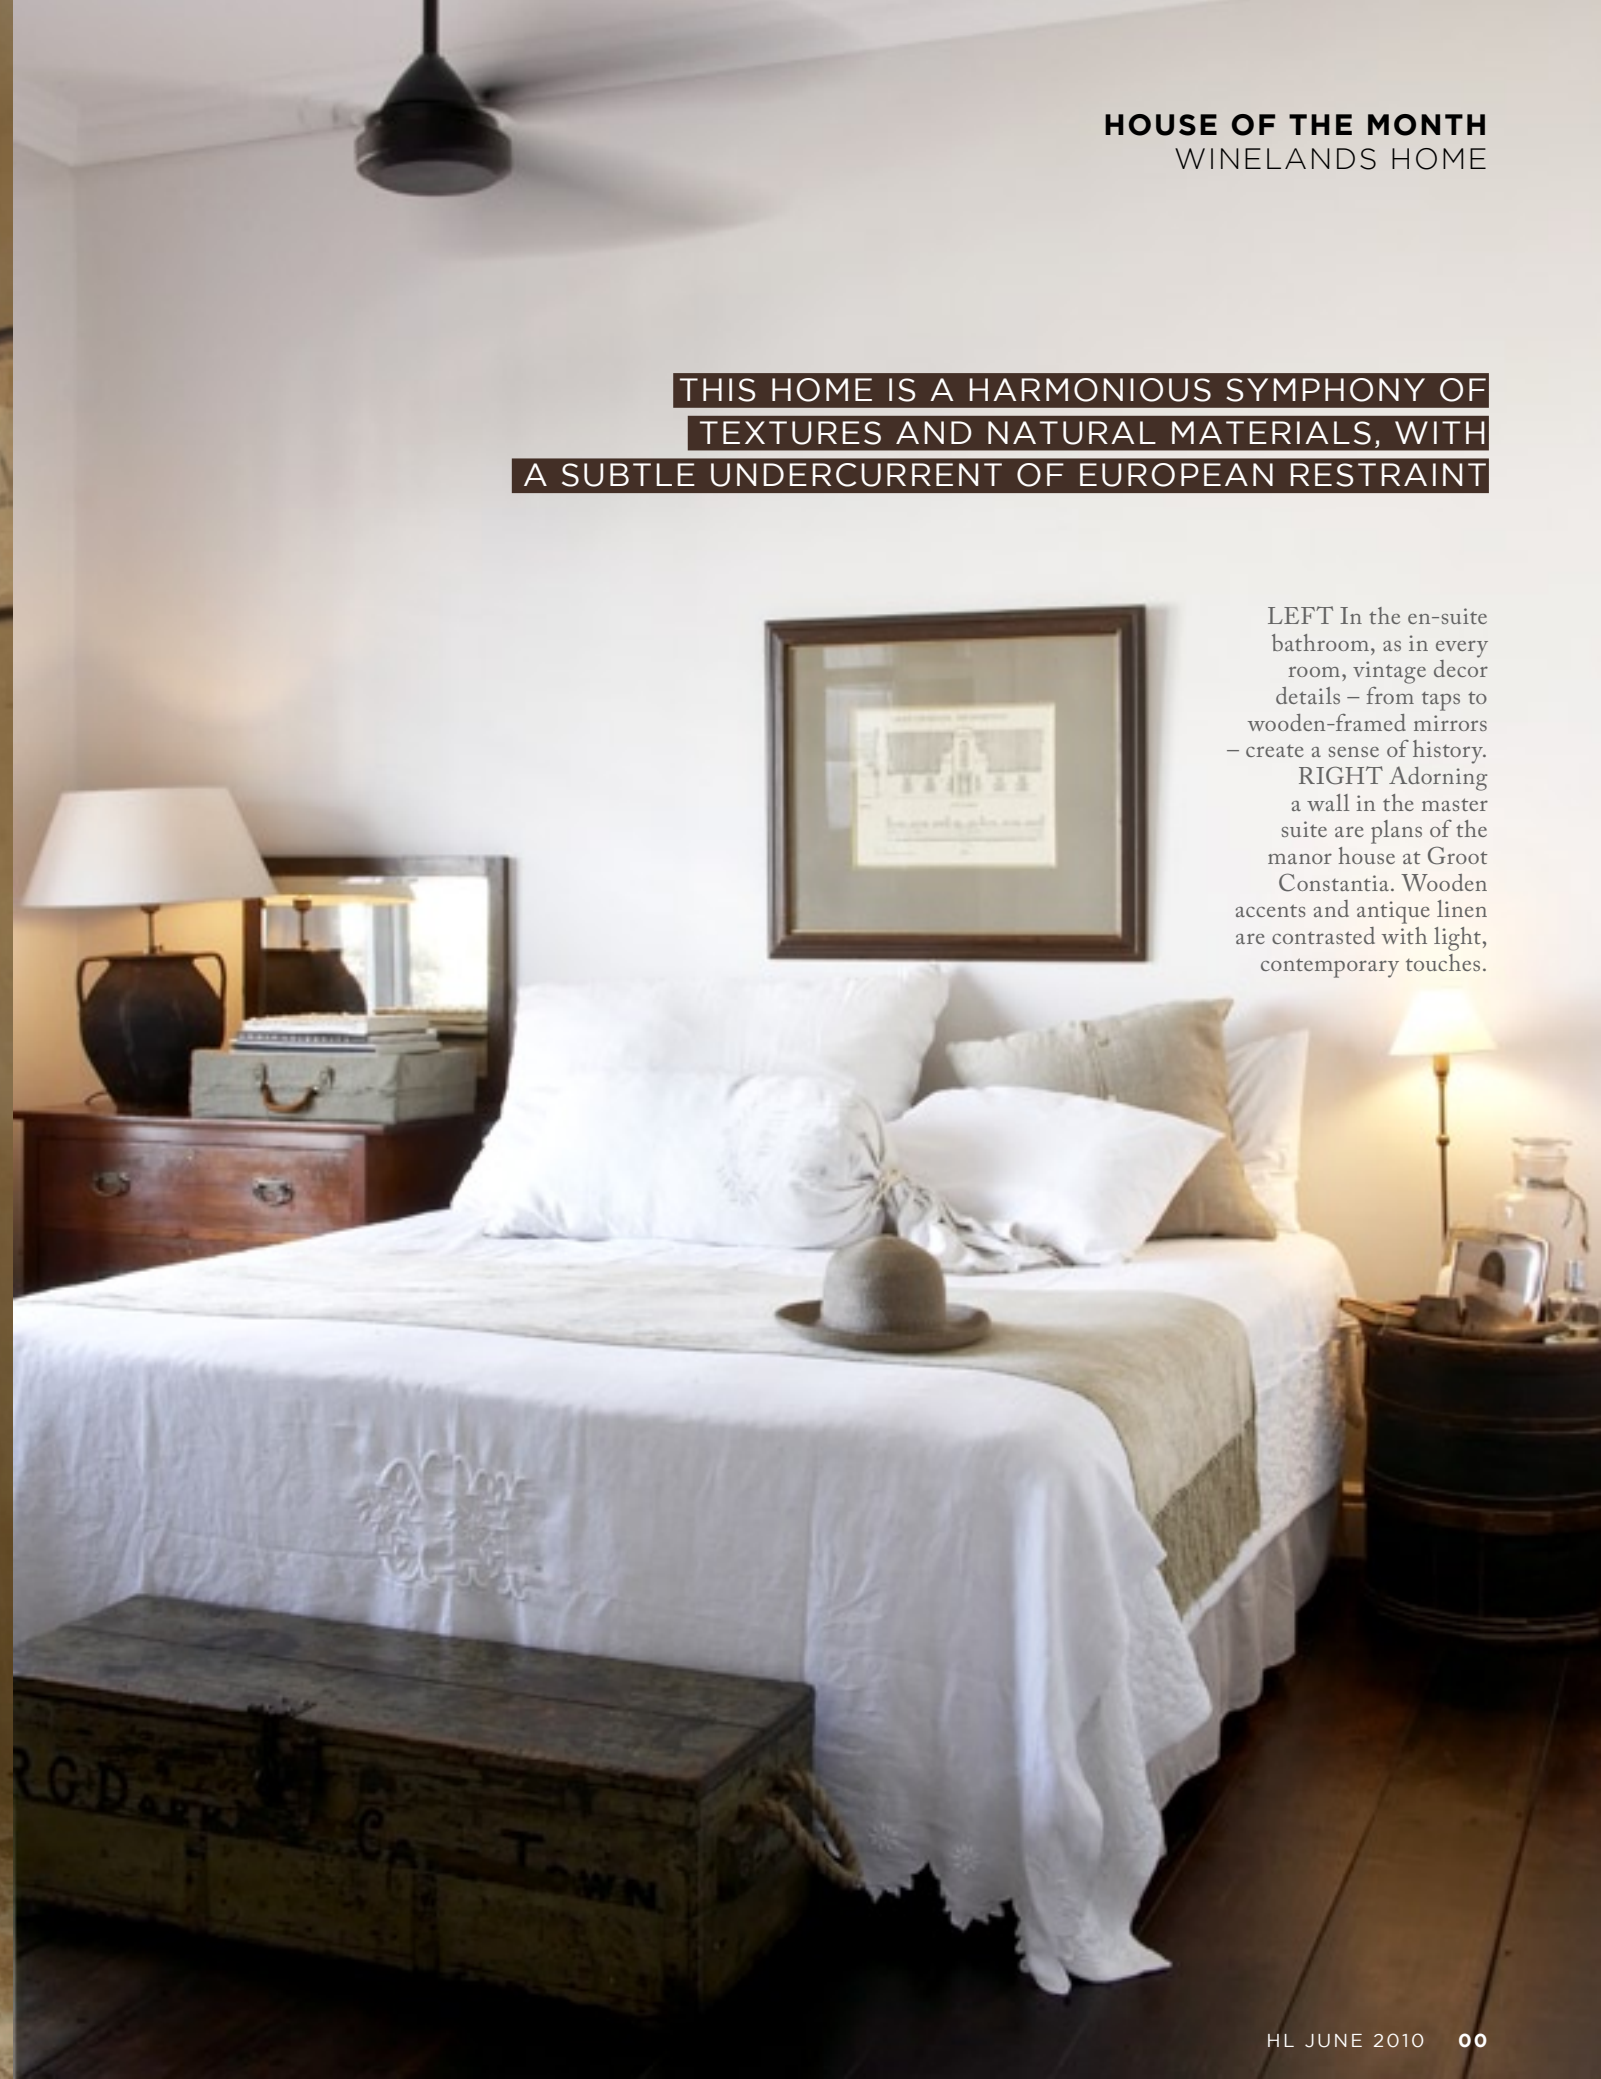 HOUSE OF THE MONTH
WINELANDS HOME
THIS HOME IS A HARMONIOUS SYMPHONY OF
TEXTURES AND NATURAL MATERIALS, WITH
A SUBTLE UNDERCURRENT OF EUROPEAN RESTRAINT
LEFT In the en-suite
bathroom, as in every
room, vintage decor
details – from taps to
wooden-framed mirrors
– create a sense of history.
RIGHT Adorning
a wall in the master
suite are plans of the
manor house at Groot
Constantia. Wooden
accents and antique linen
are contrasted with light,
contemporary touches.
TOWN
HL JUNE 2010 00